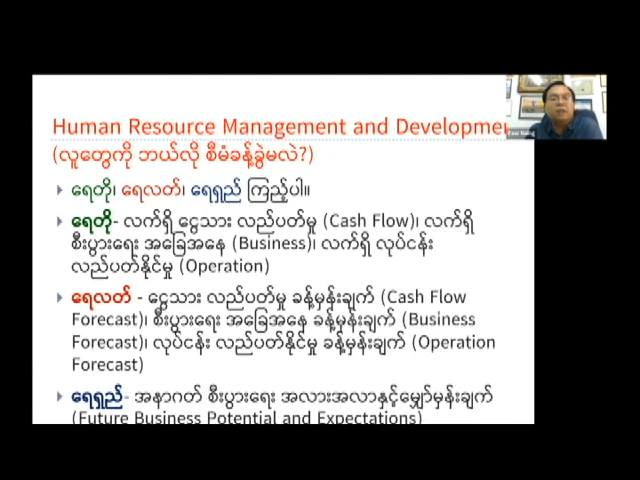 Human Resource Management and Developmen
(လူတွေကို ဘယ်လို စီမံခန့်ခွဲမလဲ?)
ရေတို၊ ရေလတ်၊ ရေရှည် ကြည့်ပါ။
ရေတို- လက်ရှိ ငွေသား လည်ပတ်မှု (Cash Flow)၊ လက်ရှိ
စီးပွားရေး အခြေအနေ (Business)၊ လက်ရှိ လုပ်ငန်း
လည်ပတ်နိုင်မှု (Operation)
ရေလတ် - ငွေသား လည်ပတ်မှု ခန့်မှန်းချက် (Cash Flow
Forecast)၊ စီးပွားရေး အခြေအနေ ခန့်မှန်းချက် (Business
Forecast)၊ လုပ်ငန်း လည်ပတ်နိုင်မှု ခန့်မှန်းချက် (Operation
Forecast)
ရေရှည်- အနာဂတ် စီးပွားရေး အလားအလာနှင့်မျှော်မှန်းချက်
(Future Business Potential and Expectations)